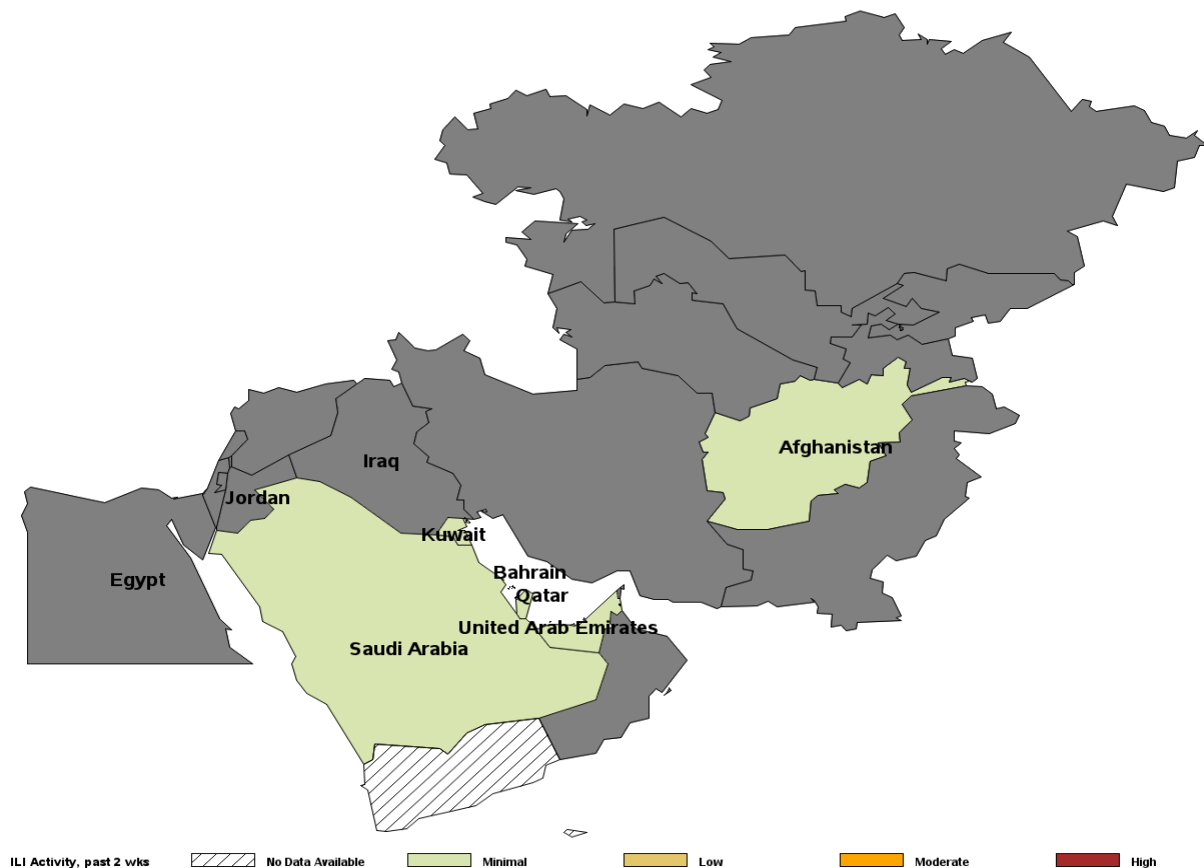 Afghanistan
Iraq
Jordan
Kuwait
Bahrain
Egypt
Qatar
United Arab Emirates
Saudi Arabia
ILI Activity, past 2 wks No Data Available Minimal Low Moderate High